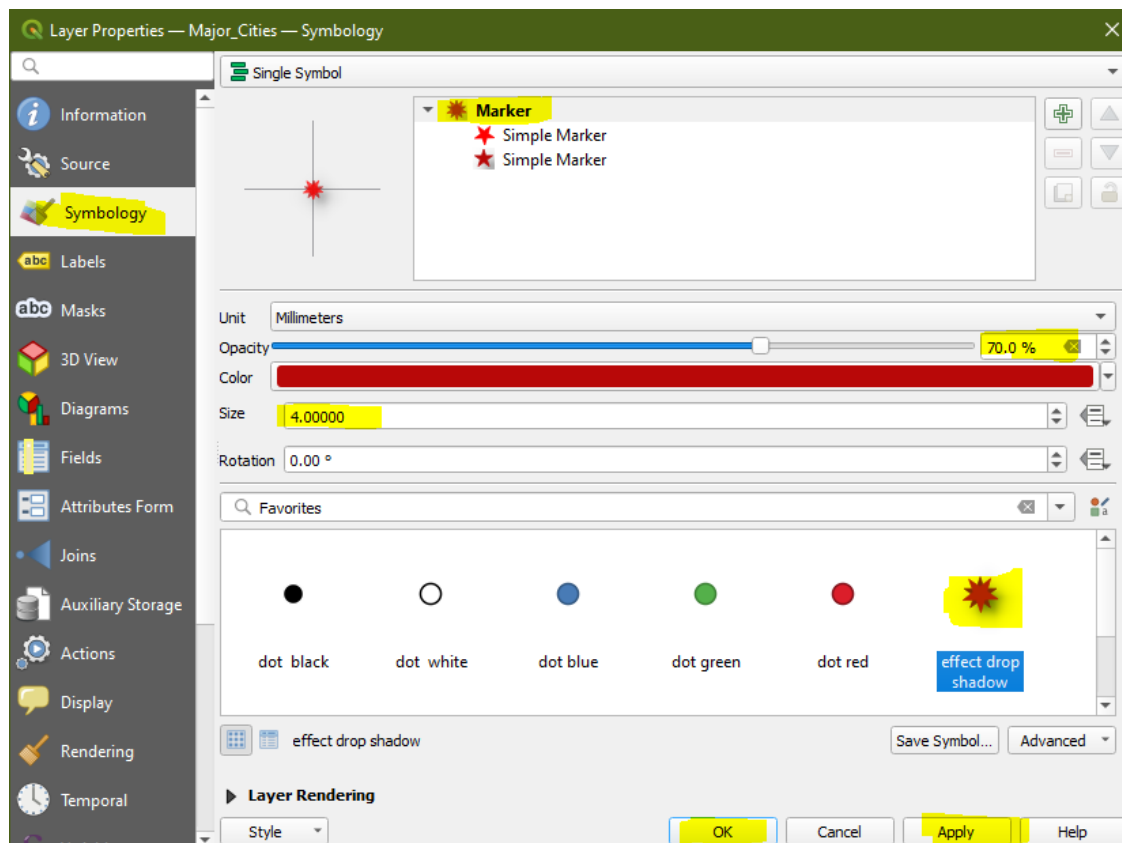 Layer Properties — Major_Cities — Symbology
Single Symbol
Information
Source
Symbology
abc Labels
abc Masks
3D View
Diagrams
Fields
Attributes Form
Joins
Auxiliary Storage
Actions
Display
Rendering
Temporal
Marker
Simple Marker
Simple Marker
Unit Millimeters
Opacity 70.0 %
Color
Size 4.00000
Rotation 0.00 °
Favorites
dot black dot white dot blue dot green dot red effect drop
shadow
effect drop shadow Save Symbol... Advanced
Layer Rendering
Style OK Cancel Apply Help